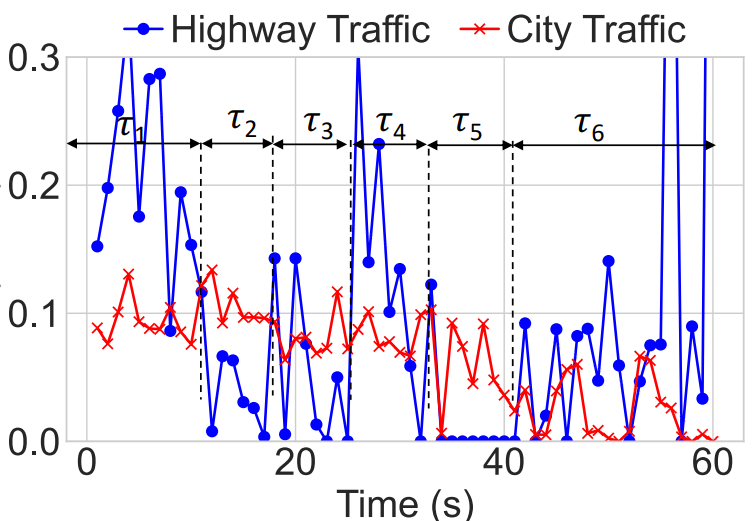 Highway Traffic City Traffic
0.3
τ1 τ2 τ3 τ4 τ5 τ6
0.2
0.1
0.0
0 20 40 60
Time (s)